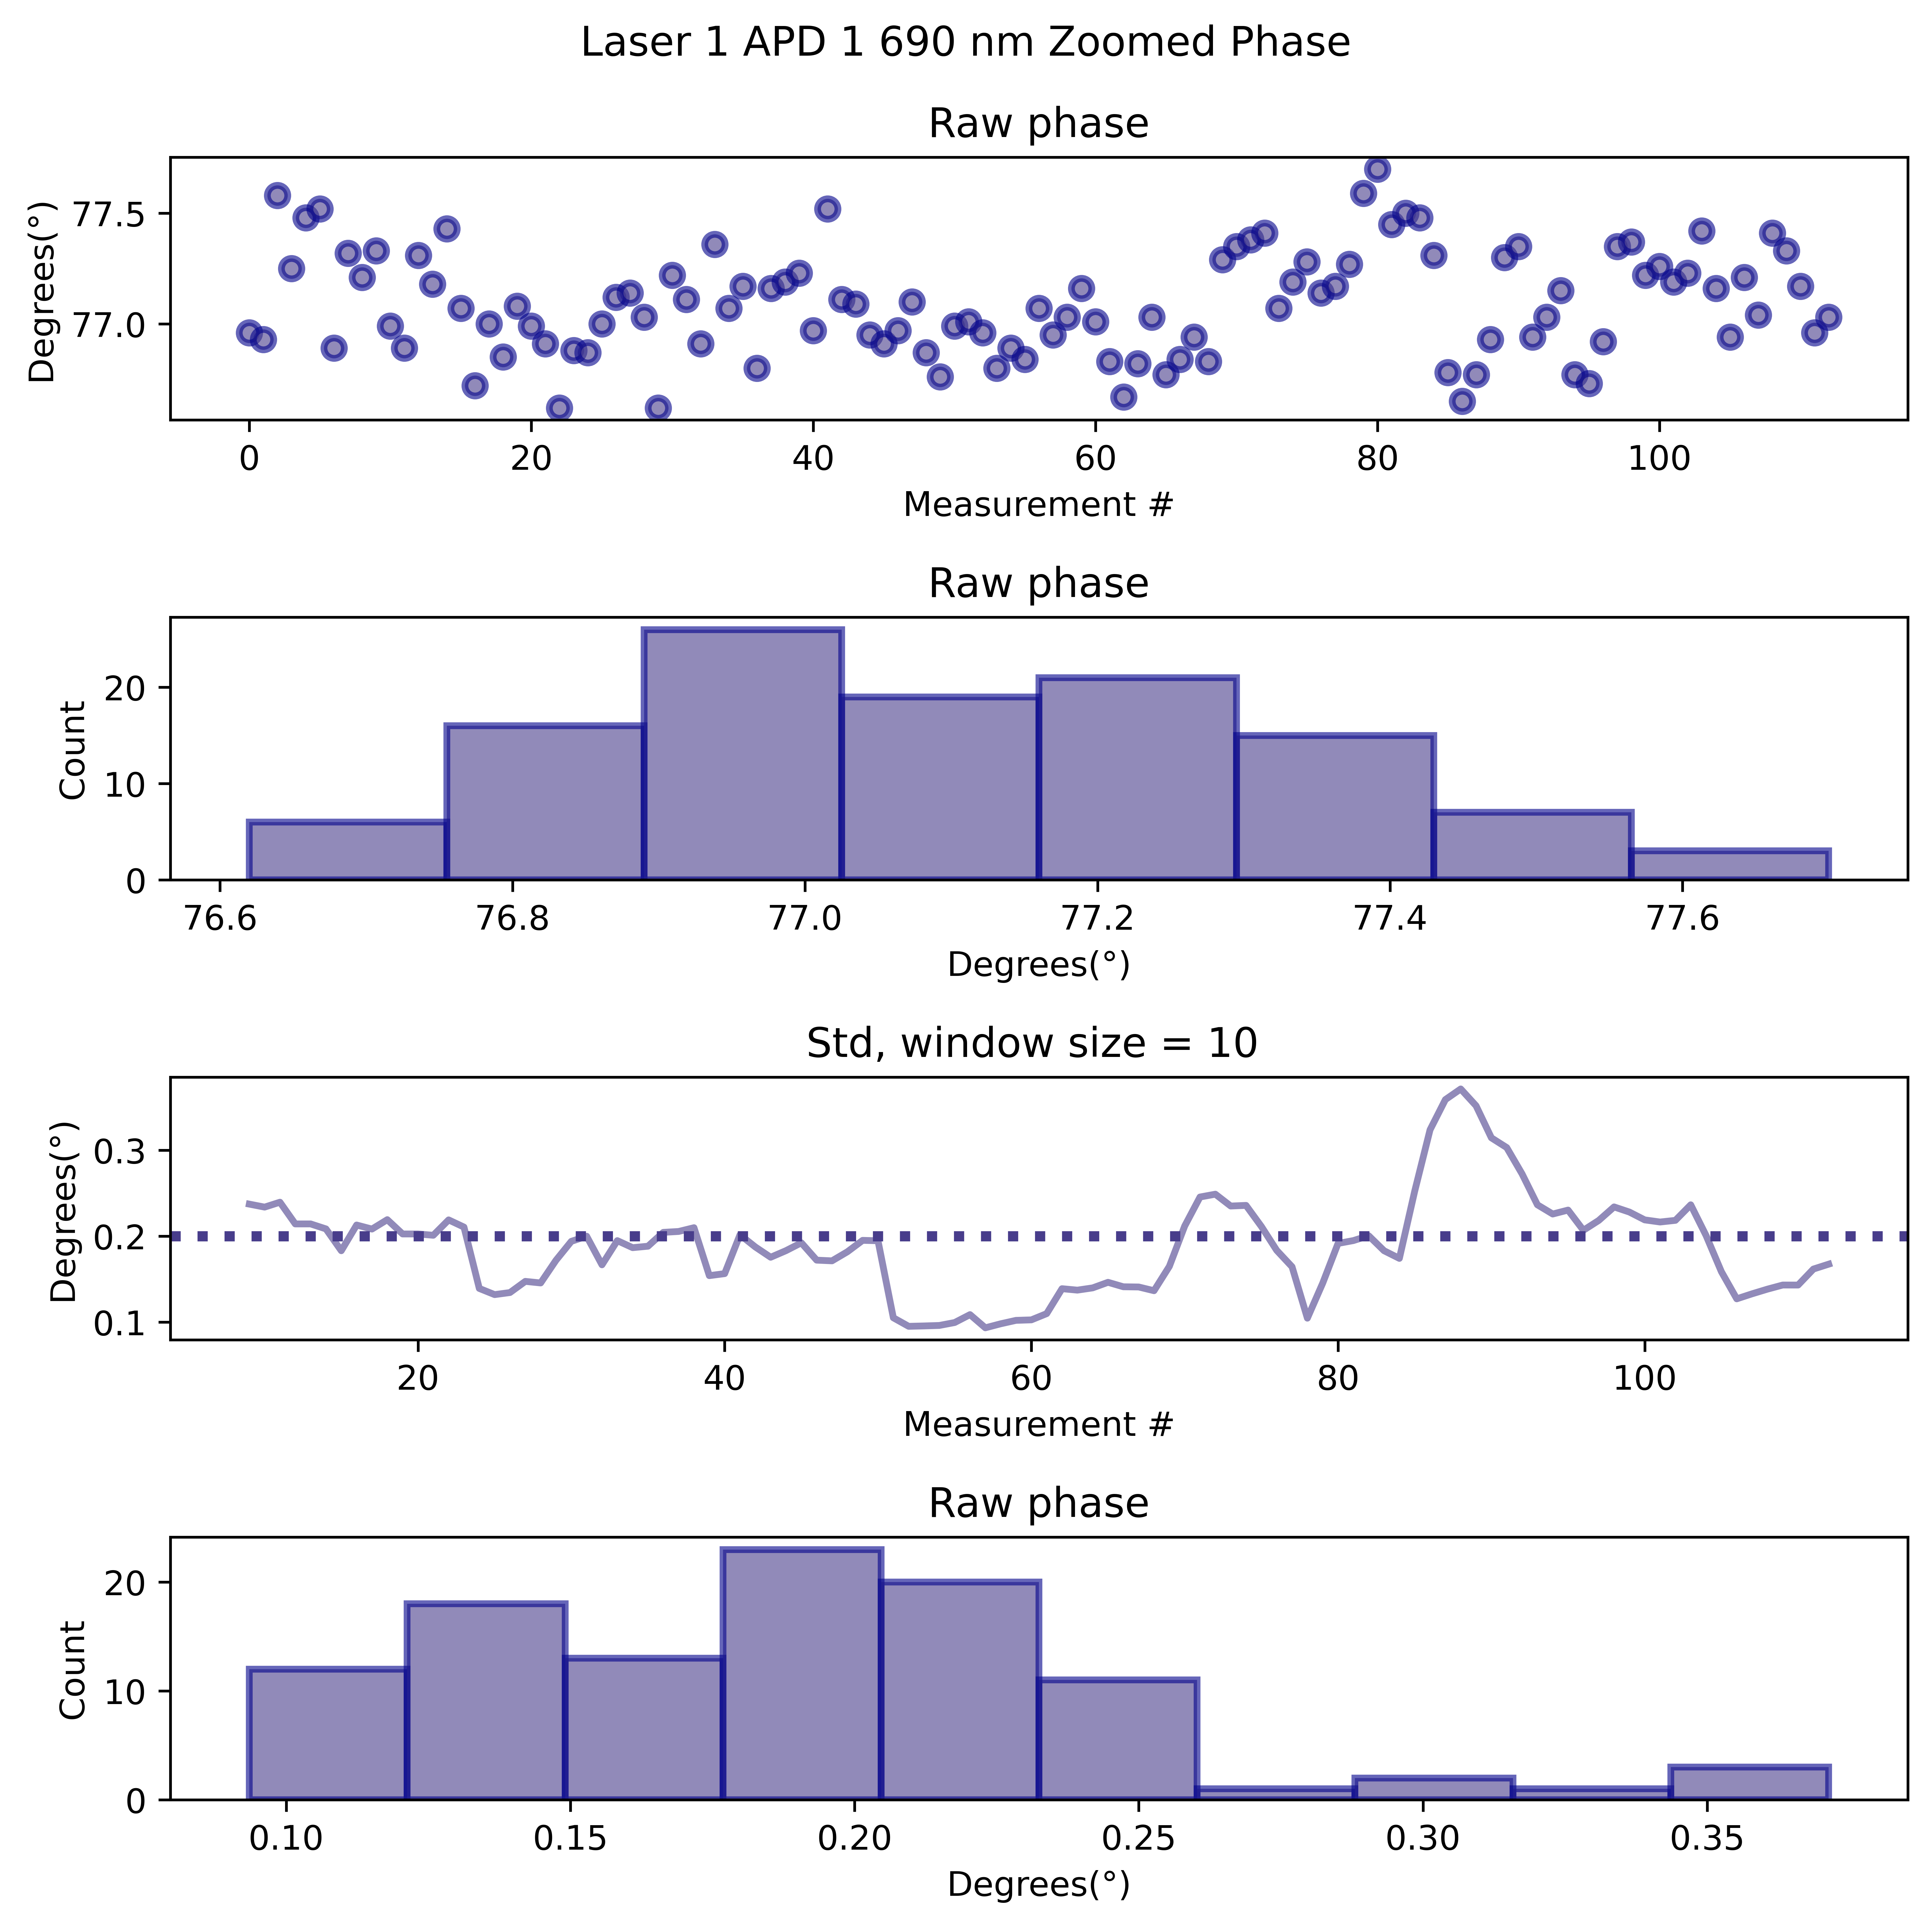 Laser 1 APD 1 690 nm Zoomed Phase
Raw phase
Degrees(°)
77.5
77.0
0 20 40 60 80 100
Measurement #
Raw phase
Count
20
10
0
76.6 76.8 77.0 77.2 77.4 77.6
Degrees(°)
Std, window size = 10
Degrees(°)
0.3
0.2
0.1
20 40 60 80 100
Measurement #
Raw phase
Count
20
10
0
0.10 0.15 0.20 0.25 0.30 0.35
Degrees(°)